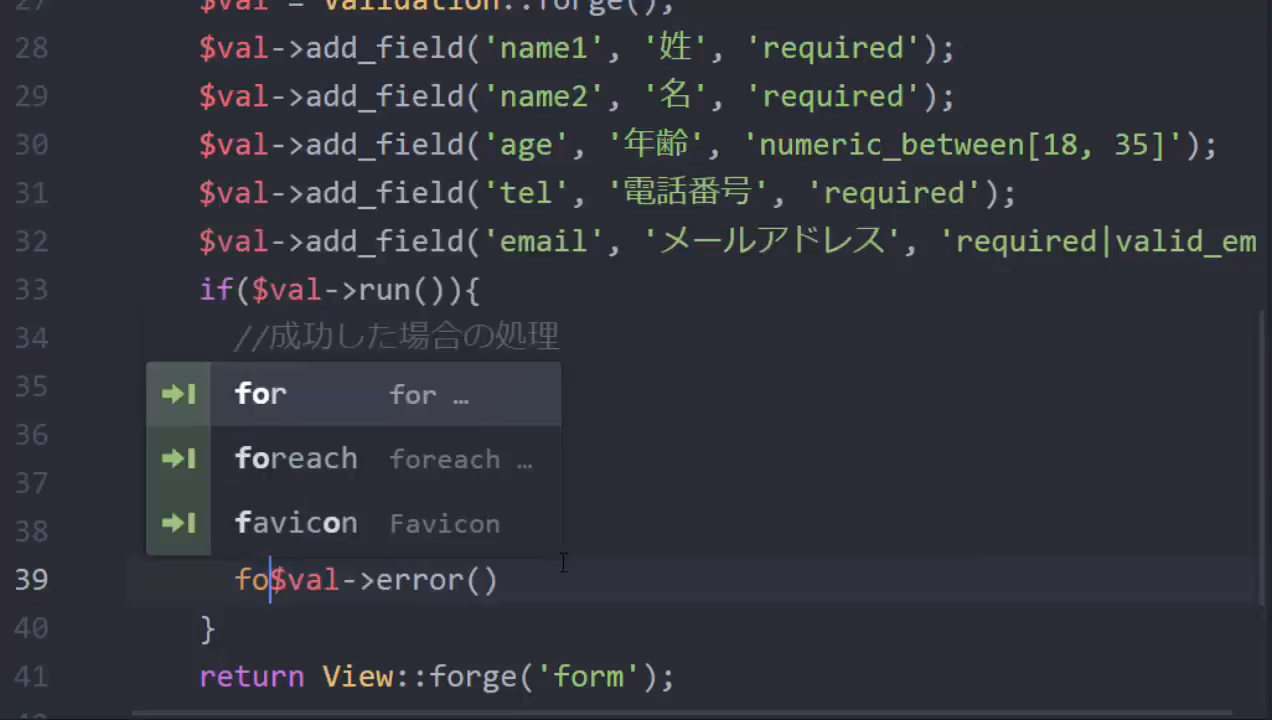 27 $val = Validation::forge();
28 $val->add_field('name1', '姓', 'required');
29 $val->add_field('name2', '名', 'required');
30 $val->add_field('age', '年齢', 'numeric_between[18, 35]');
31 $val->add_field('tel', '電話番号', 'required');
32 $val->add_field('email', 'メールアドレス', 'required|valid_em
33 if($val->run()){
34 //成功した場合の処理
35 for for …
36
37 foreach foreach …
38 favicon Favicon
39 fo$val->error()
40 }
41 return View::forge('form');